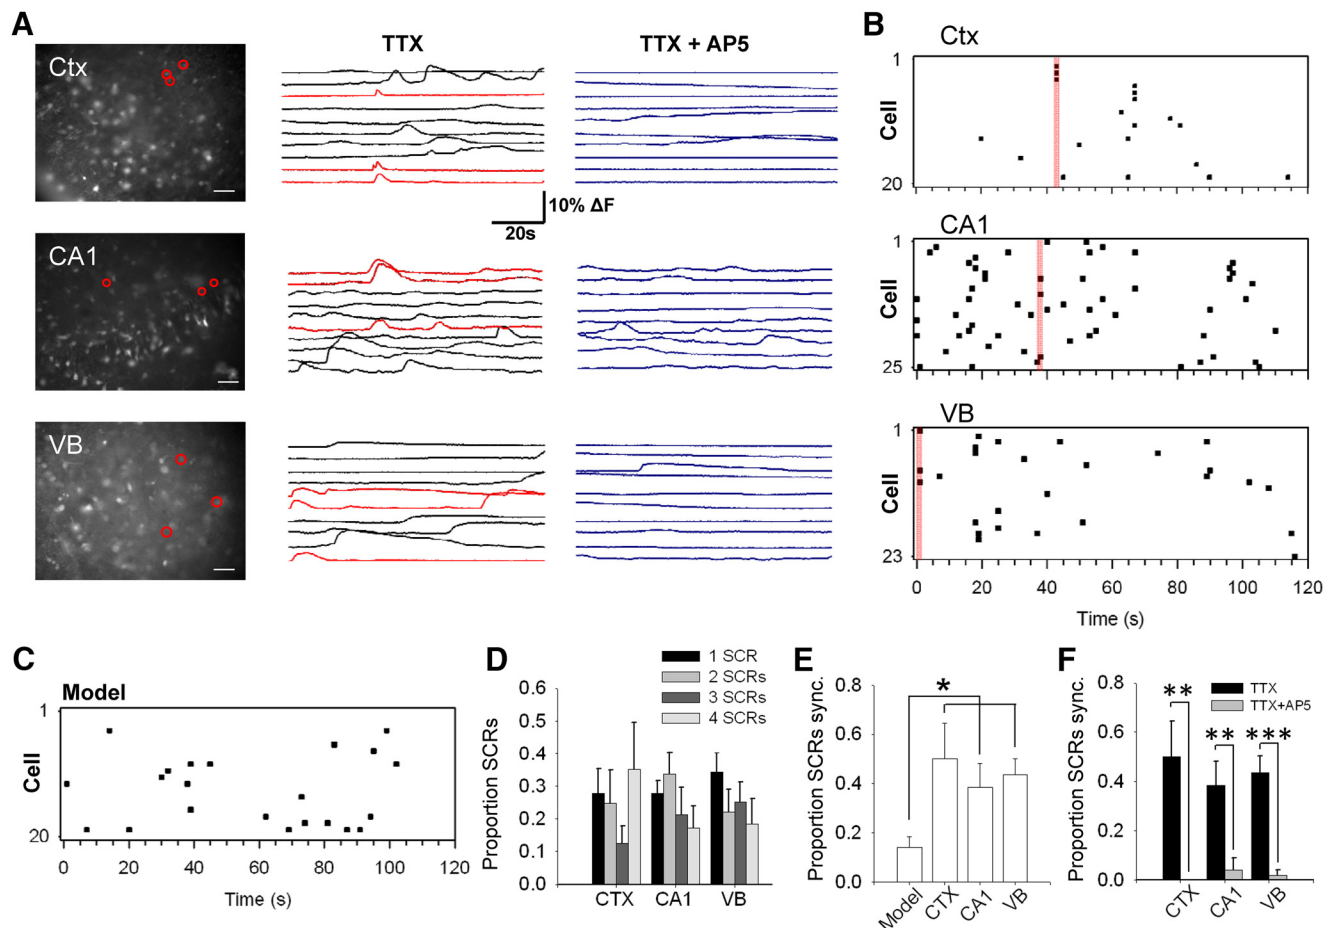 A
TTX
TTX + AP5
Ctx
10% ΔF
20s
CA1
VB
B
Ctx
1
Cell
20
CA1
1
Cell
25
VB
1
Cell
23
0 20 40 60 80 100 120
Time (s)
C
Model
1
Cell
20
0 20 40 60 80 100 120
Time (s)
D
1 SCR
2 SCRs
3 SCRs
4 SCRs
Proportion SCRs
0.6
0.5
0.4
0.3
0.2
0.1
0.0
CTX CA1 VB
E
Proportion SCRs sync.
0.8
0.6
0.4
0.2
0.0
*
Model CTX CA1 VB
F
TTX
TTX+AP5
Proportion SCRs sync.
0.8
0.6
0.4
0.2
0.0
** ** ***
CTX CA1 VB